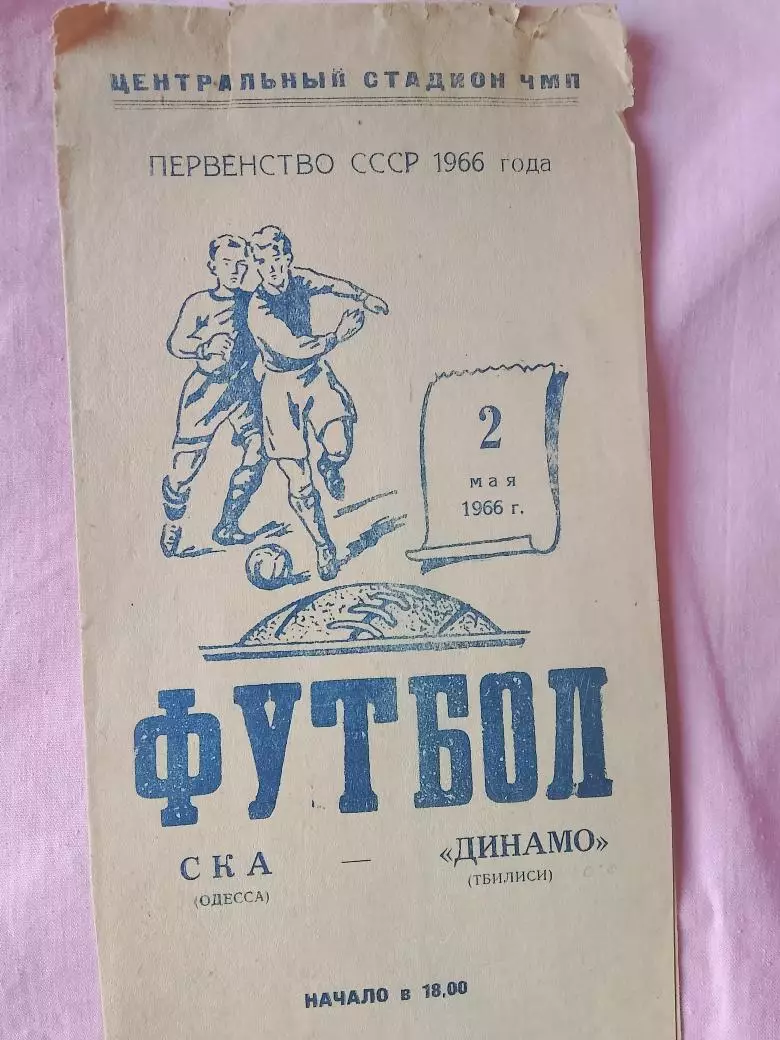 ЦЕНТРАЛЬНЫЙ СТАДИОН ЧМП
ПЕРВЕНСТВО СССР 1966 года
2
мая
1966 г.
ФУТБОЛ
СКА — «ДИНАМО»
(ОДЕССА) (ТБИЛИСИ)
НАЧАЛО в 18,00